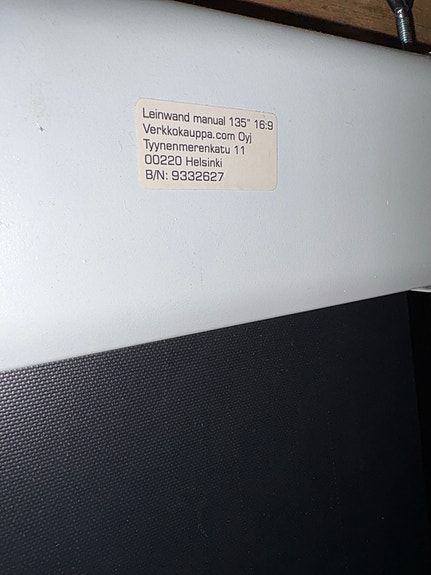 Leinwand manual 135" 16:9
Verkkokauppa.com Oyj
Tyynenmerenkatu 11
00220 Helsinki
B/N: 9332627